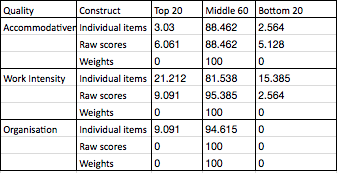 Quality Construct Top 20 Middle 60 Bottom 20
Accommodativen Individual items 3.03 88.462 2.564
Raw scores 6.061 88.462 5.128
Weights 0 100 0
Work Intensity Individual items 21.212 81.538 15.385
Raw scores 9.091 95.385 2.564
Weights 0 100 0
Organisation Individual items 9.091 94.615 0
Raw scores 0 100 0
Weights 0 100 0